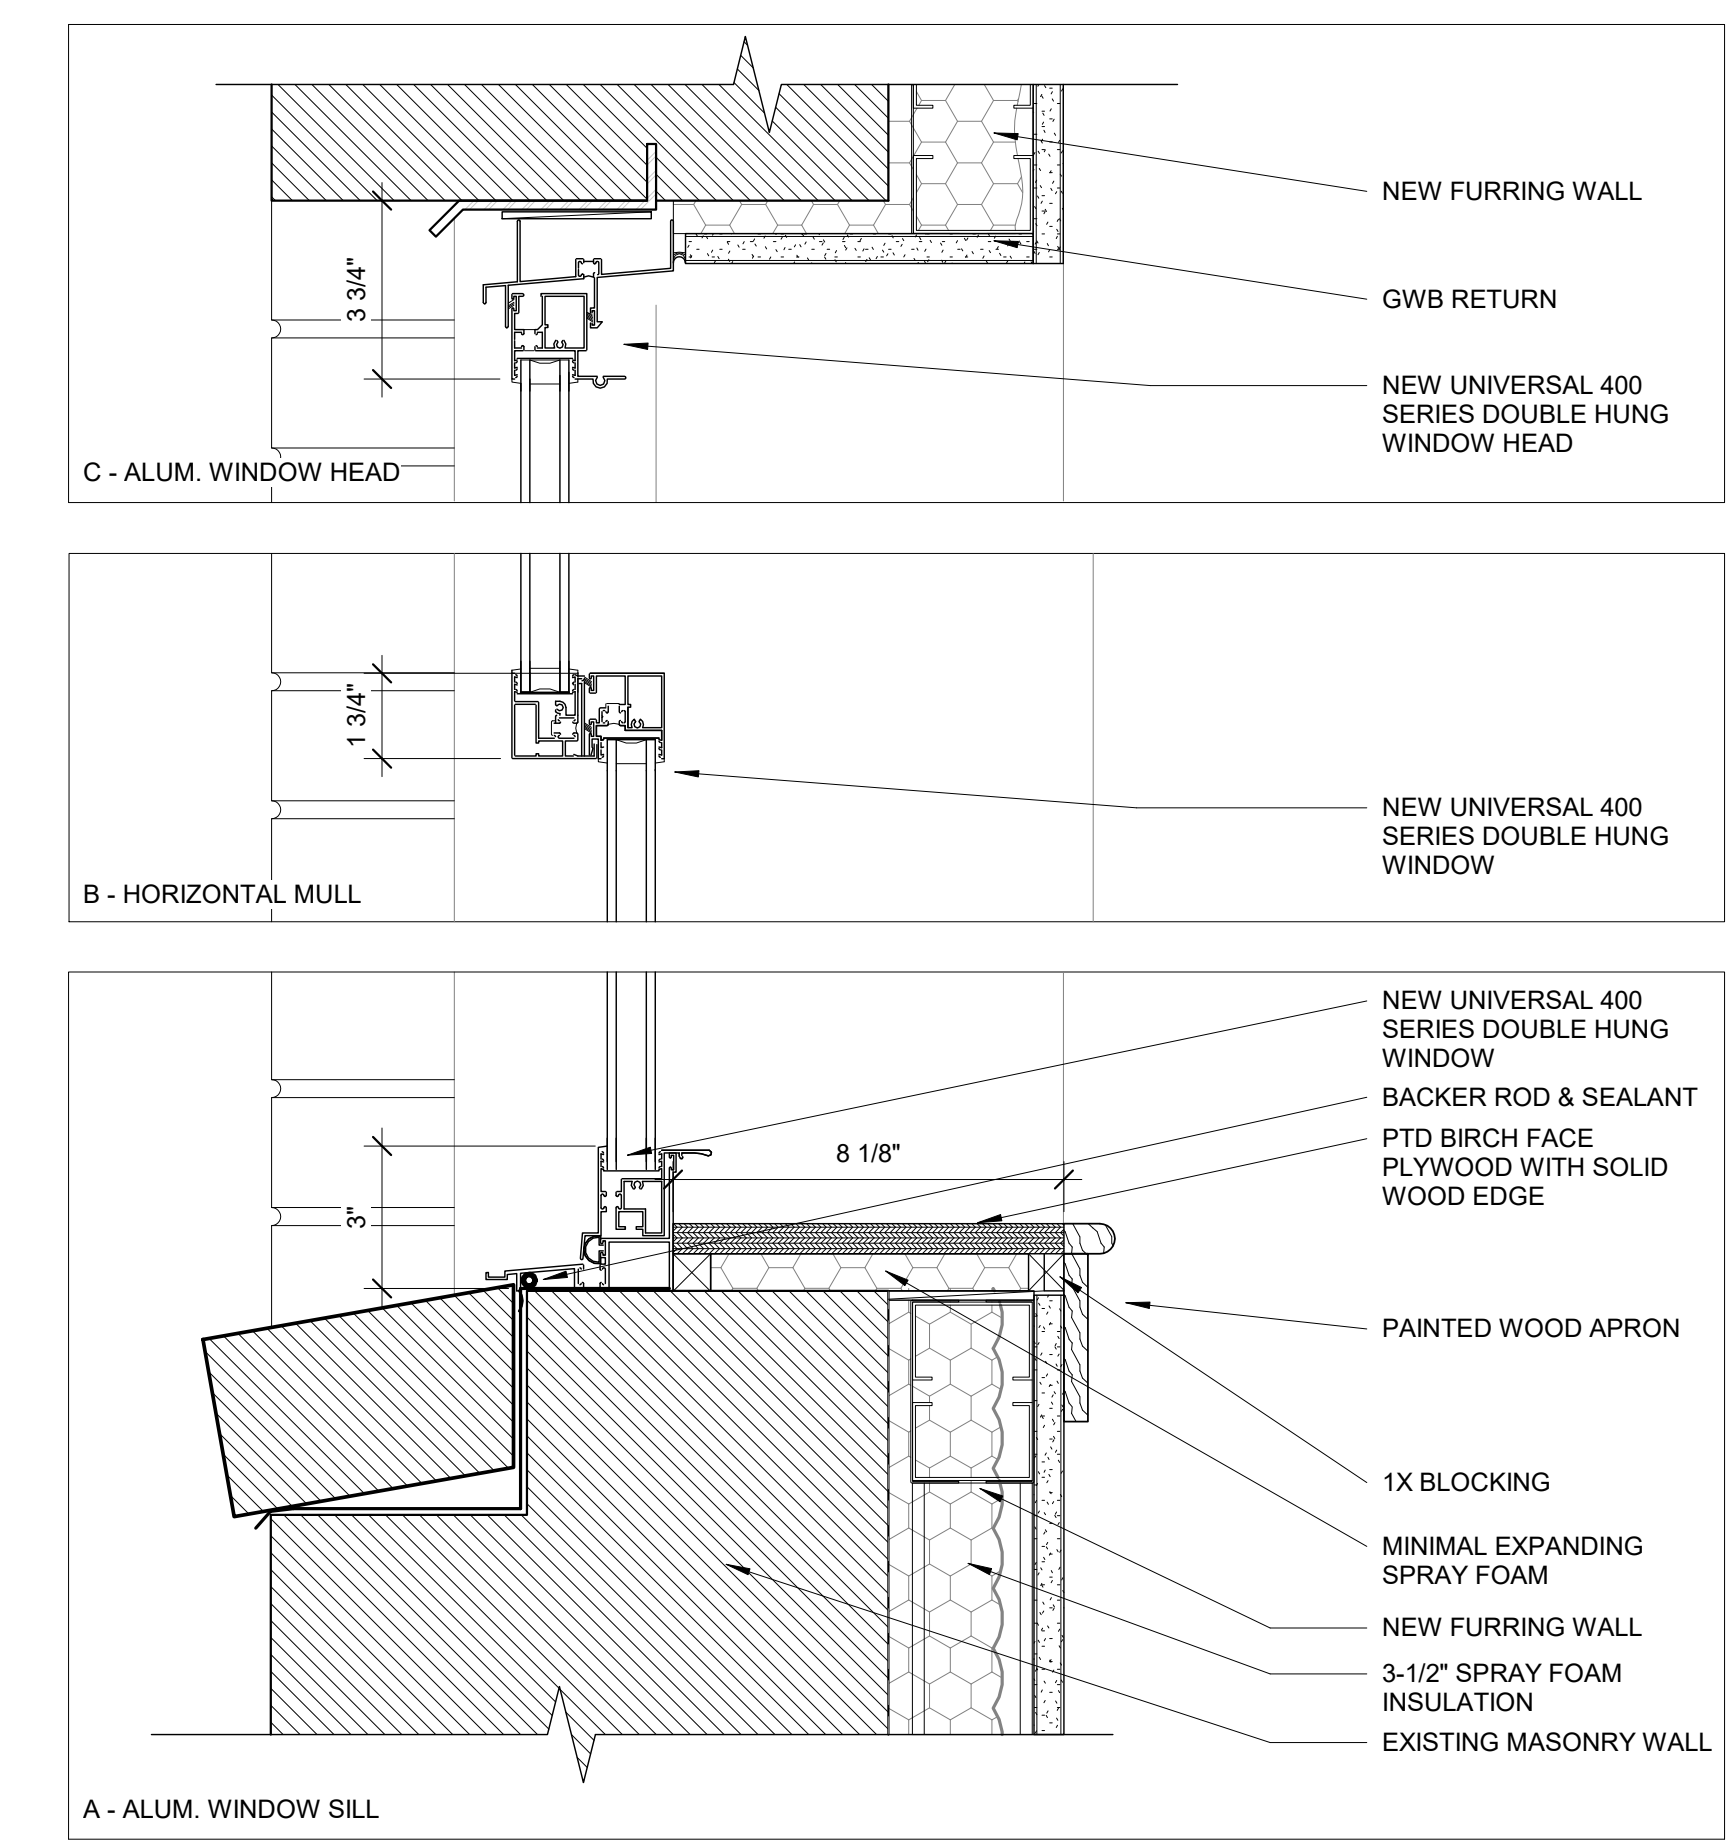 NEW FURRING WALL
GWB RETURN
3 3/4"
NEW UNIVERSAL 400
SERIES DOUBLE HUNG
WINDOW HEAD
C - ALUM. WINDOW HEAD
1 3/4"
NEW UNIVERSAL 400
SERIES DOUBLE HUNG
WINDOW
B - HORIZONTAL MULL
NEW UNIVERSAL 400
SERIES DOUBLE HUNG
WINDOW
BACKER ROD & SEALANT
PTD BIRCH FACE
PLYWOOD WITH SOLID
WOOD EDGE
8 1/8"
3"
PAINTED WOOD APRON
1X BLOCKING
MINIMAL EXPANDING
SPRAY FOAM
NEW FURRING WALL
3-1/2" SPRAY FOAM
INSULATION
EXISTING MASONRY WALL
A - ALUM. WINDOW SILL